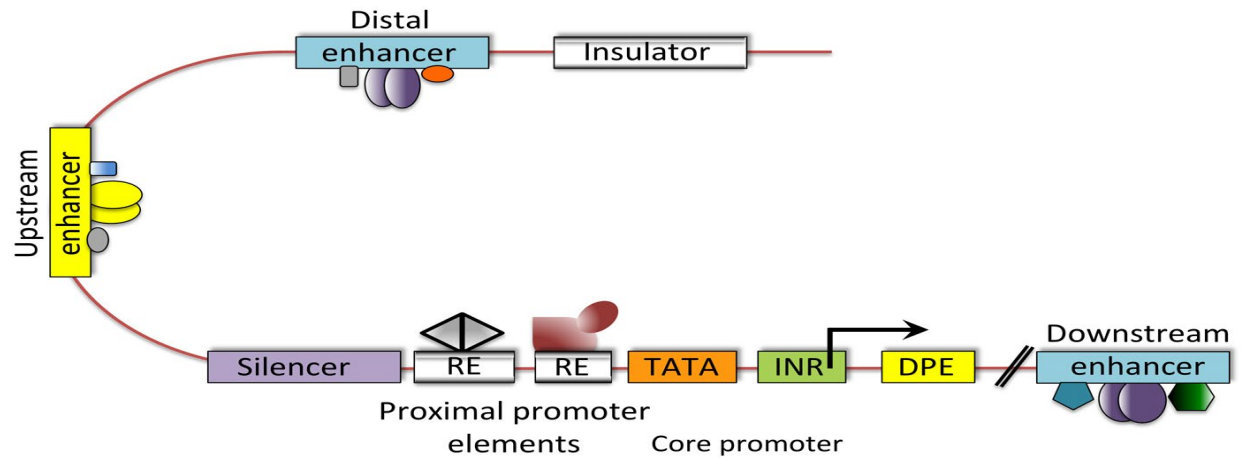 Distal
enhancer
Insulator
Upstream
enhancer
Silencer
RE
RE
TATA
INR
DPE
Downstream
enhancer
Proximal promoter
elements
Core promoter